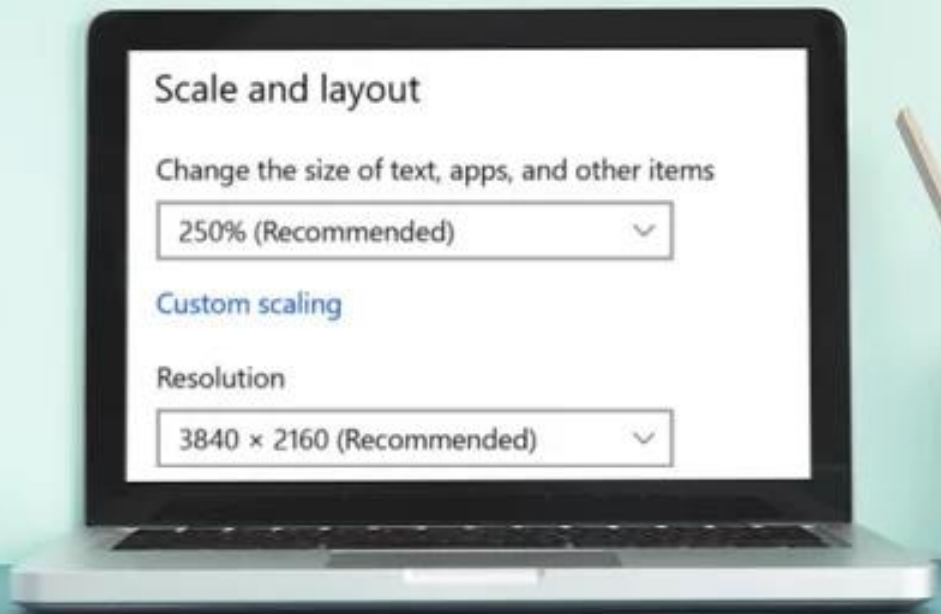 Scale and layout
Change the size of text, apps, and other items
250% (Recommended)
Custom scaling
Resolution
3840 × 2160 (Recommended)